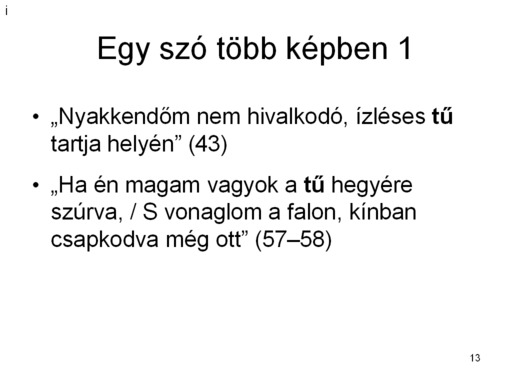 i
Egy szó több képben 1
• „Nyakkendőm nem hivalkodó, ízléses tű
tartja helyén” (43)
• „Ha én magam vagyok a tű hegyére
szúrva, / S vonaglom a falon, kínban
csapkodva még ott” (57–58)
13